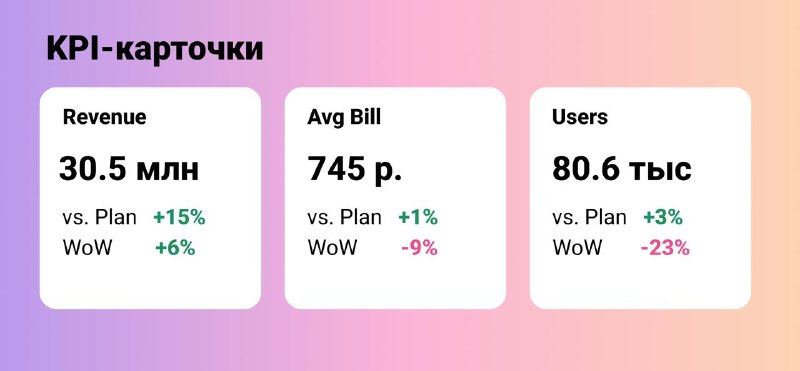 KPI-карточки
Revenue
30.5 млн
vs. Plan +15%
WoW +6%
Avg Bill
745 р.
vs. Plan +1%
WoW -9%
Users
80.6 тыс
vs. Plan +3%
WoW -23%